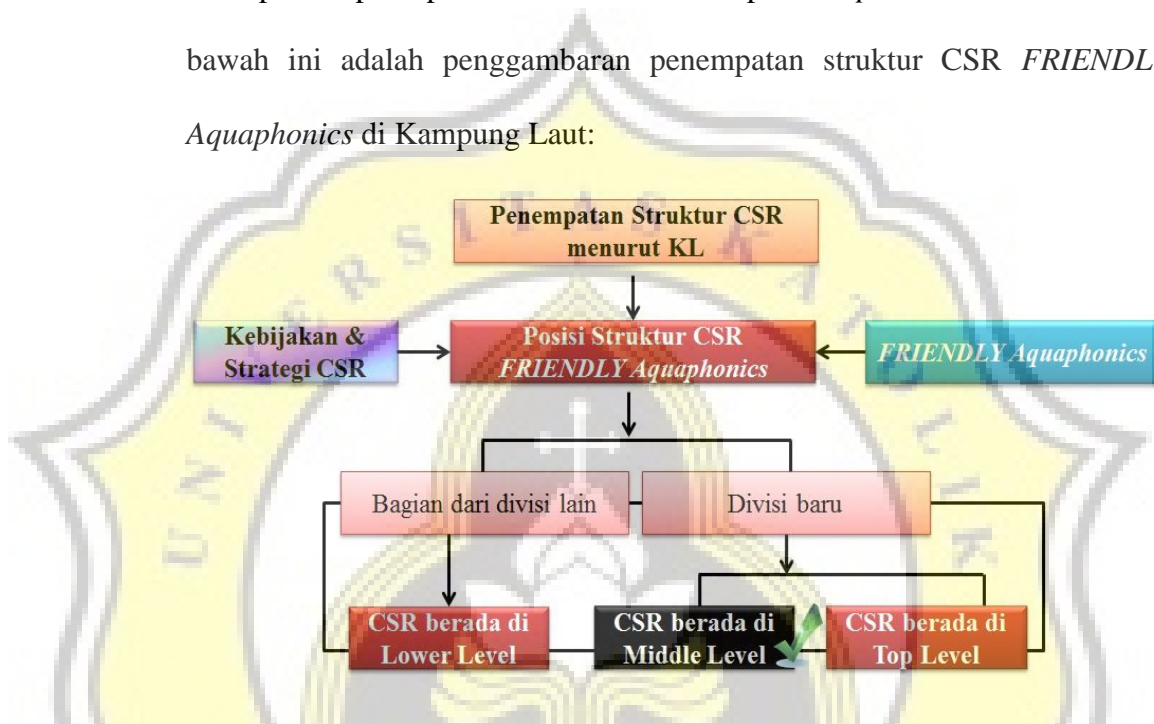 bawah ini adalah penggambaran penempatan struktur CSR FRIENDL
Aquaphonics di Kampung Laut:
Penempatan Struktur CSR
menurut KL
Kebijakan &
Strategi CSR
Posisi Struktur CSR
FRIENDLY Aquaphonics
FRIENDLY Aquaphonics
Bagian dari divisi lain
Divisi baru
CSR berada di
Lower Level
CSR berada di
Middle Level
CSR berada di
Top Level
UNIVERSITAS KATOLIK